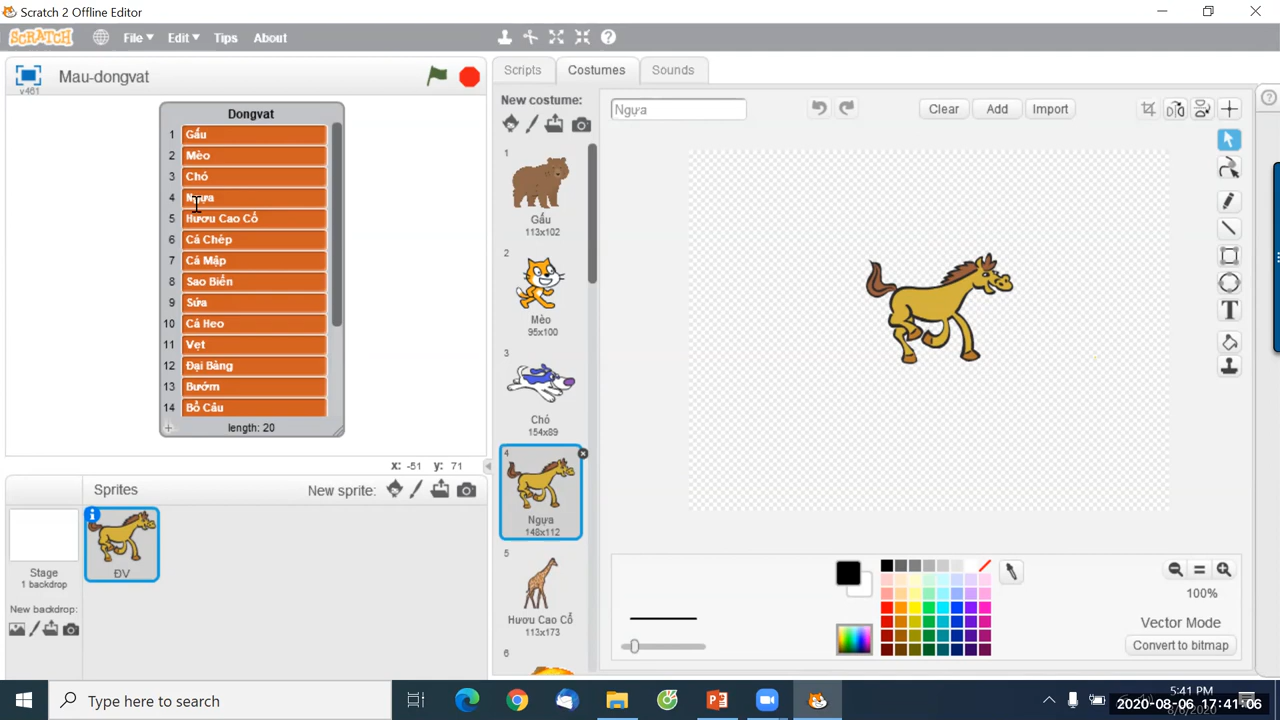 Scratch 2 Offline Editor
SCRATCH File Edit Tips About
v461 Mau-dongvat
Scripts Costumes Sounds
Dongvat
1 Gấu
2 Mèo
3 Chó
4 Ngựa
5 Hươu Cao Cổ
6 Cá Chép
7 Cá Mập
8 Sao Biển
9 Sứa
10 Cá Heo
11 Vẹt
12 Đại Bàng
13 Bướm
14 Bồ Câu
+ length: 20
x: -51 y: 71
Sprites New sprite:
Stage
1 backdrop
New backdrop:
ĐV
New costume:
1
Gấu
113x102
2
Mèo
95x100
3
Chó
154x89
4
Ngựa
148x112
5
Hươu Cao Cổ
113x173
6
Ngựa
Clear Add Import
T
100%
Vector Mode
Convert to bitmap
Type here to search
5:41 PM
2020-08-06 17:41:06